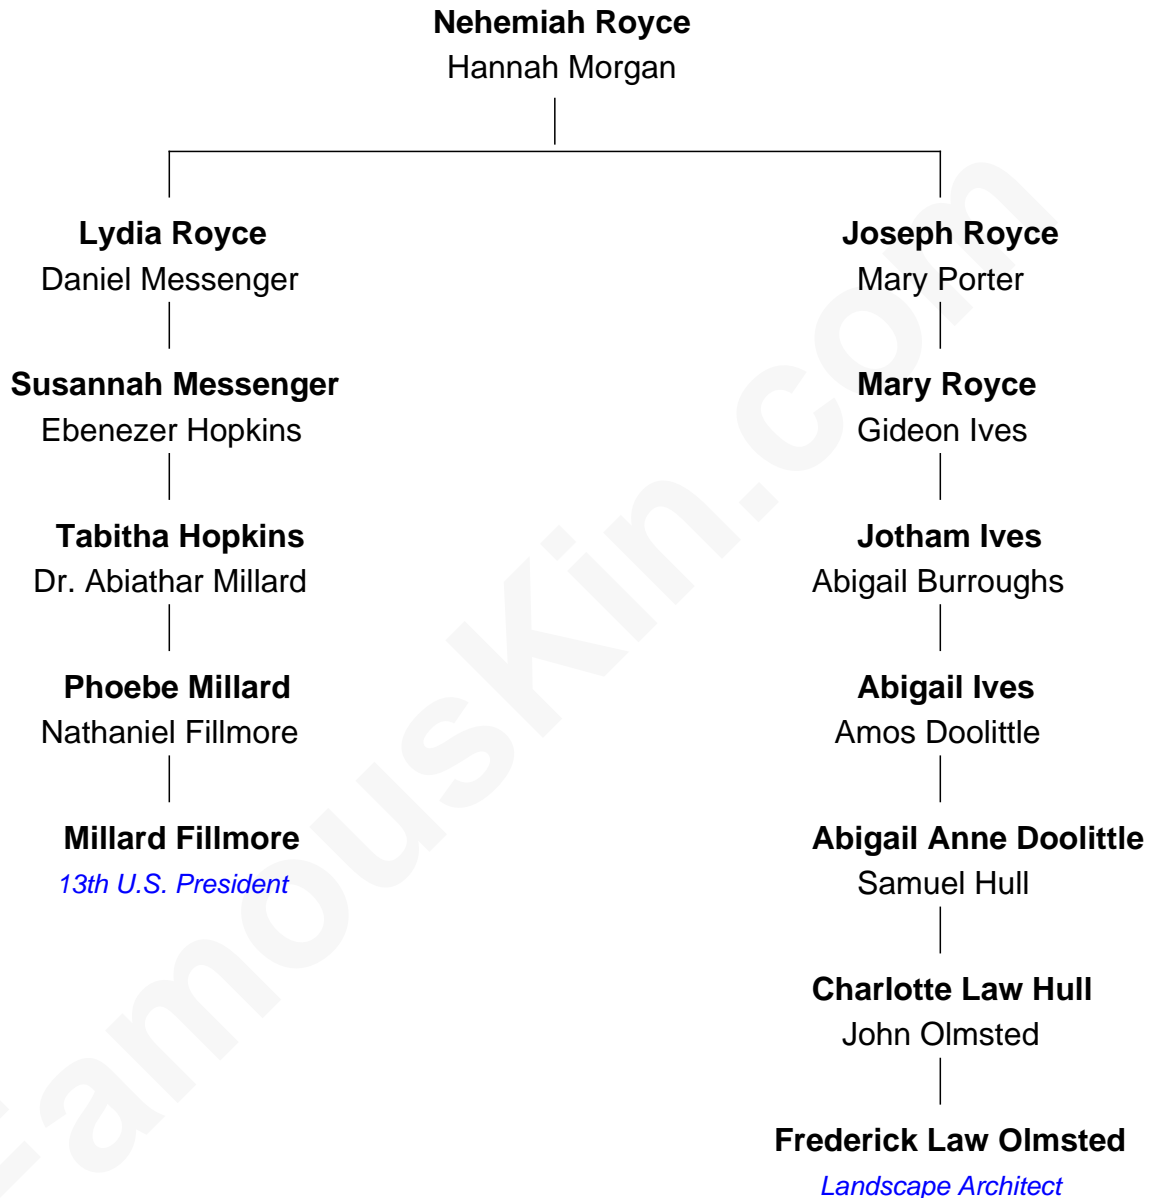 Nehemiah Royce
Hannah Morgan
Lydia Royce
Daniel Messenger
Joseph Royce
Mary Porter
Susannah Messenger
Ebenezer Hopkins
Mary Royce
Gideon Ives
Tabitha Hopkins
Dr. Abiathar Millard
Jotham Ives
Abigail Burroughs
Phoebe Millard
Nathaniel Fillmore
Abigail Ives
Amos Doolittle
Millard Fillmore
13th U.S. President
Abigail Anne Doolittle
Samuel Hull
Charlotte Law Hull
John Olmsted
Frederick Law Olmsted
Landscape Architect
FamousKin.com